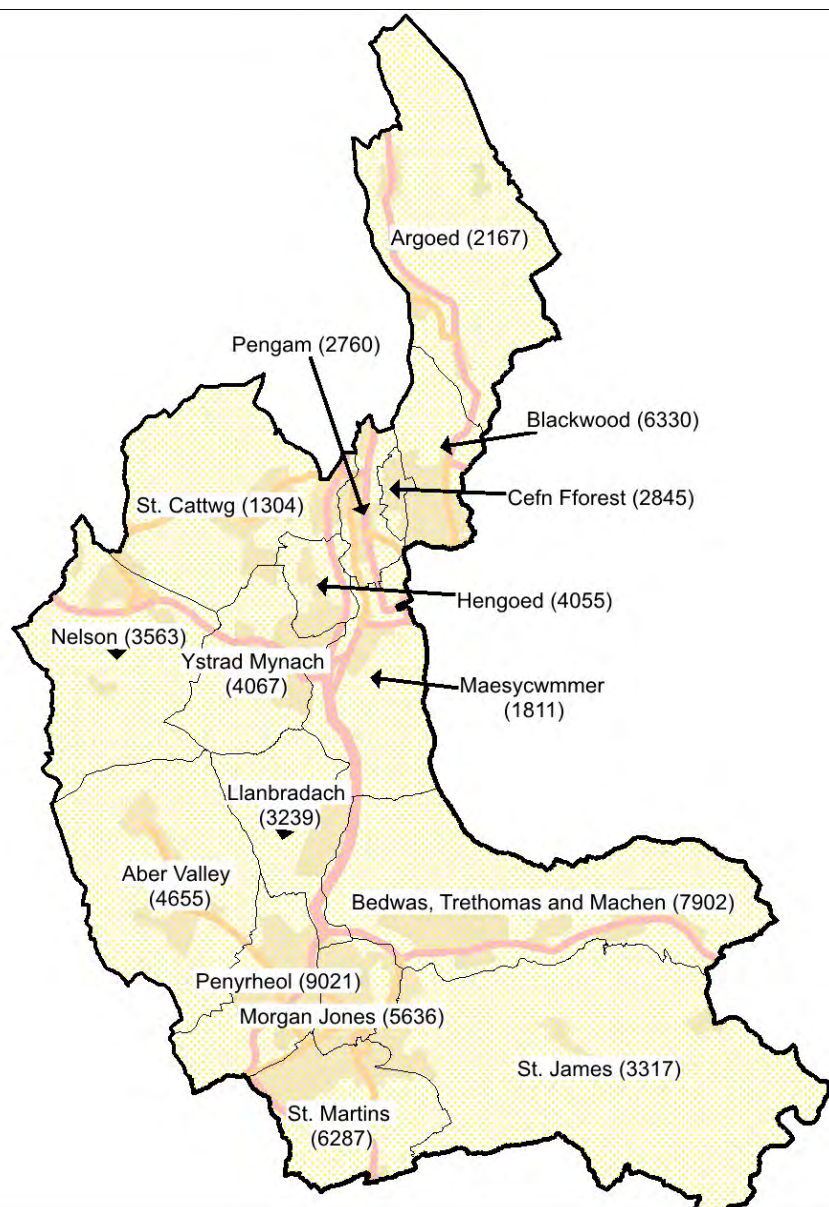 Argoed (2167)
Pengam (2760)
Blackwood (6330)
Cefn Fforest (2845)
St. Cattwg (1304)
Hengoed (4055)
Nelson (3563)
Ystrad Mynach
(4067)
Maesycwmmer
(1811)
Llanbradach
(3239)
Aber Valley
(4655)
Bedwas, Trethomas and Machen (7902)
Penyrheol (9021)
Morgan Jones (5636)
St. James (3317)
St. Martins
(6287)